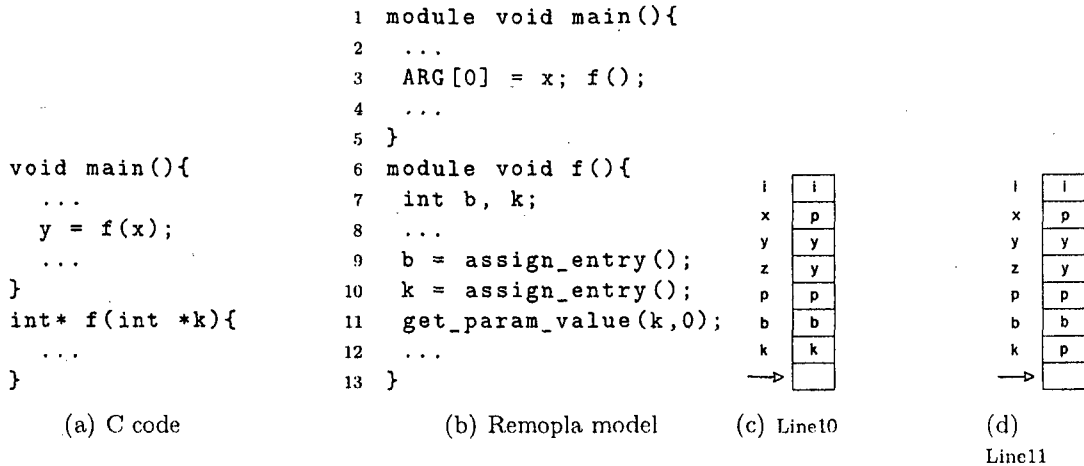 void main(){
...
y = f(x);
...
}
int* f(int *k){
...
}
(a) C code
1 module void main(){
2 ...
3 ARG[0] = x; f();
4 ...
5 }
6 module void f(){
7 int b, k;
8 ...
9 b = assign_entry();
10 k = assign_entry();
11 get_param_value(k,0);
12 ...
13 }
(b) Remopla model
i i
x p
y y
z y
p p
b b
k k
(c) Line10
i i
x p
y y
z y
p p
b b
k p
(d)
Line11